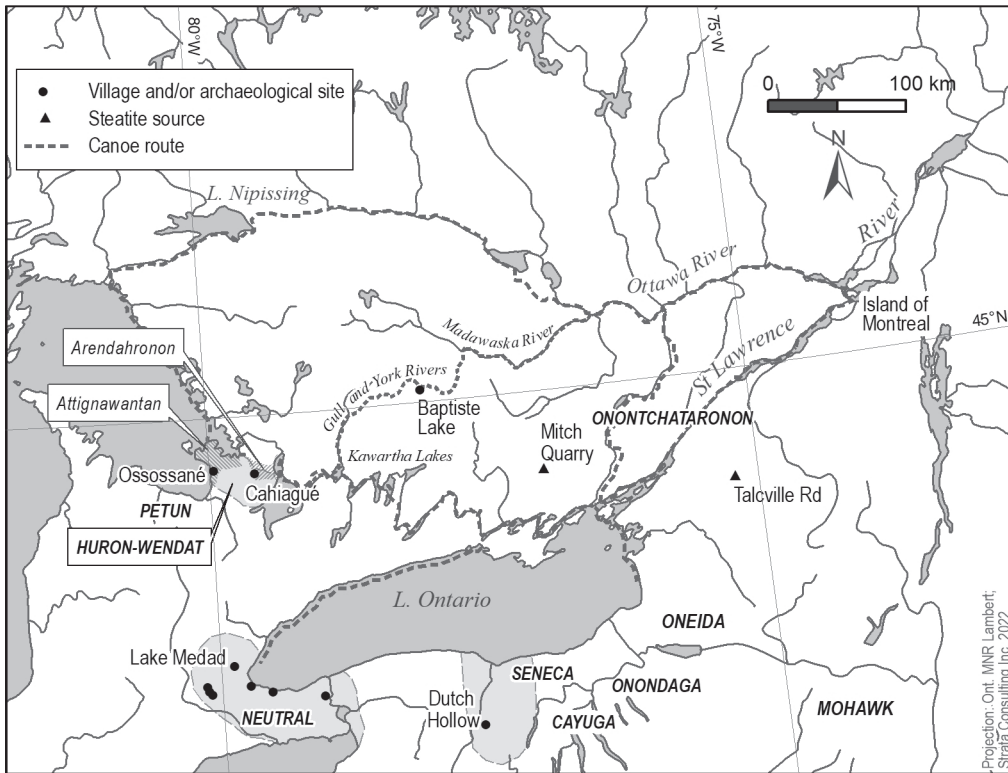 80°W
75°W
Village and/or archaeological site
Steatite source
Canoe route
0 100 km
N
L. Nipissing
River
Ottawa River
Island of
Montreal
45°N
Arendahronon
Madawaska River
St Lawrence
Attignawantan
Gull and York Rivers
Baptiste
Lake
ONONTCHATARONON
Mitch
Quarry
Kawartha Lakes
Ossossané
Cahiagué
Talcville Rd
PETUN
HURON-WENDAT
L. Ontario
ONEIDA
Lake Medad
SENECA
ONONDAGA
Dutch
Hollow
NEUTRAL
CAYUGA
MOHAWK
Projection: Ont. MNR Lambert;
Strata Consulting Inc. 2022